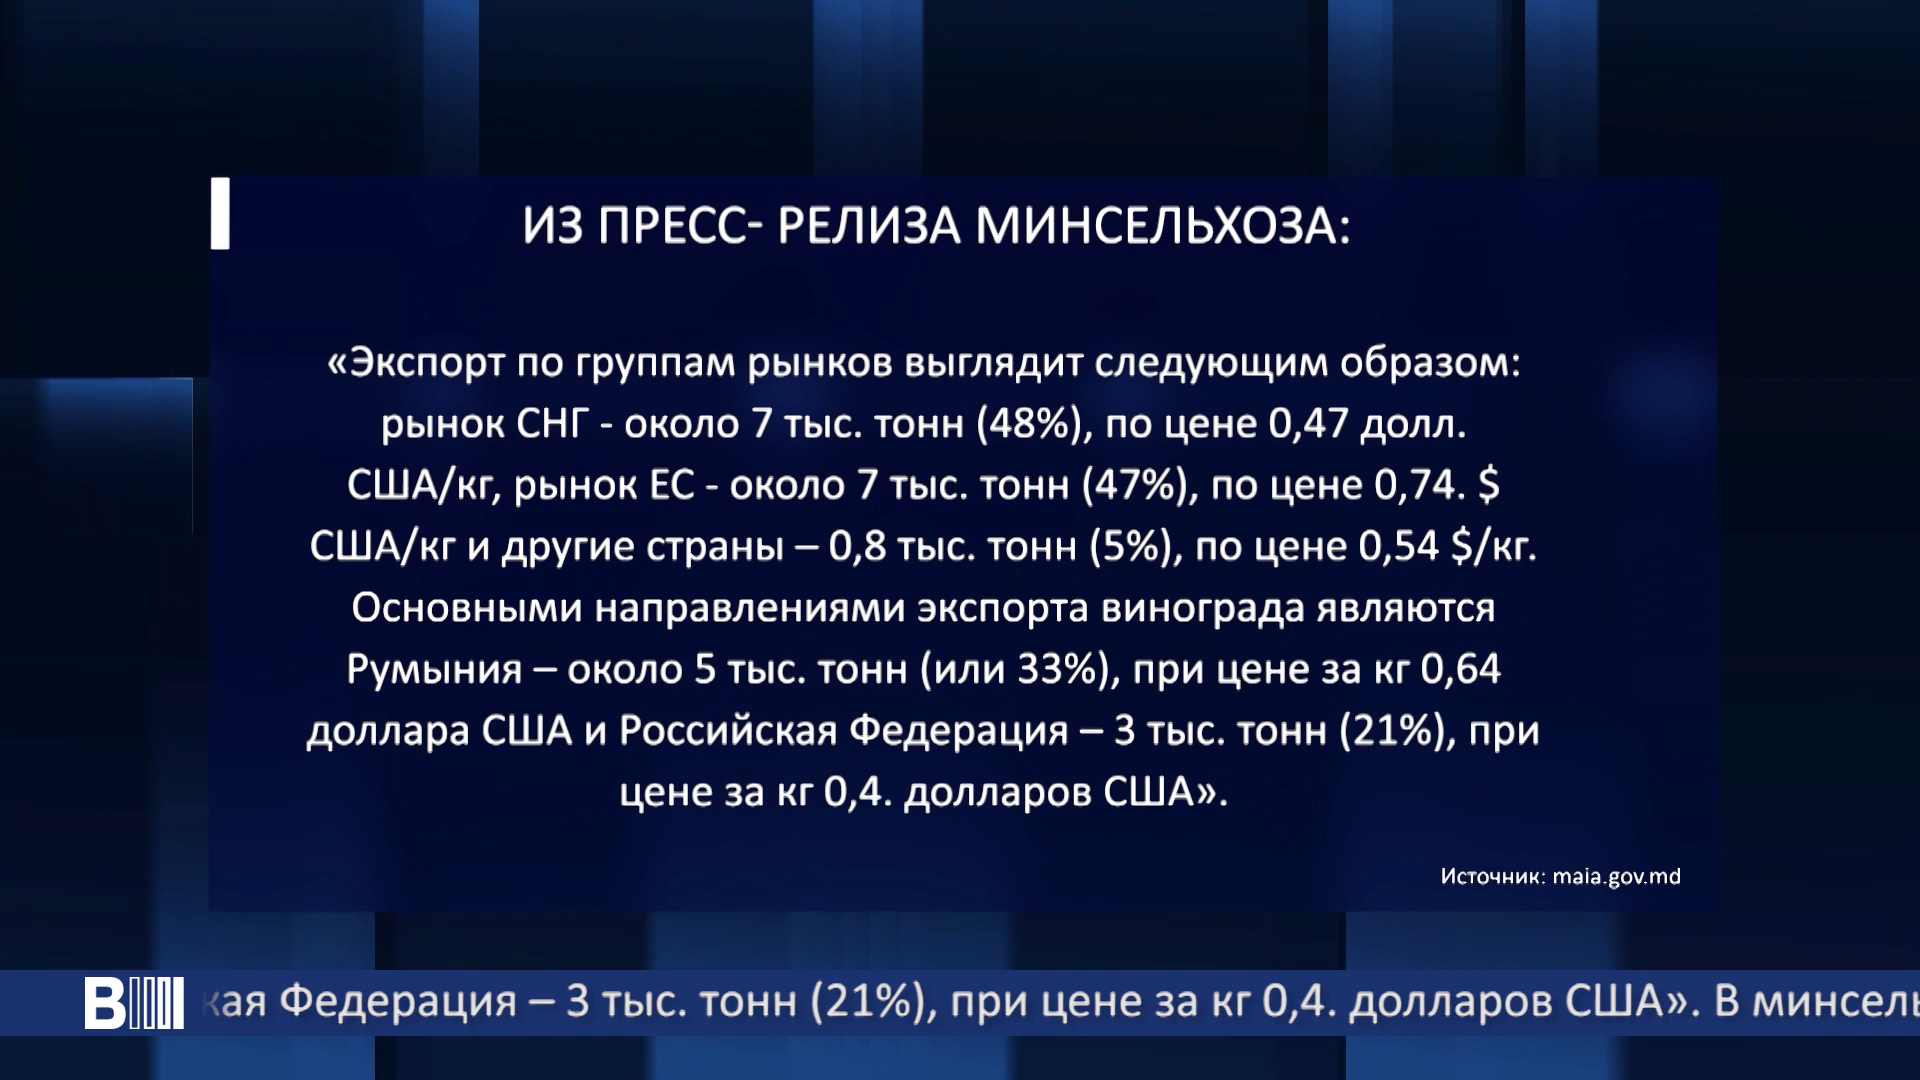 ИЗ ПРЕСС- РЕЛИЗА МИНСЕЛЬХОЗА:
«Экспорт по группам рынков выглядит следующим образом:
рынок СНГ - около 7 тыс. тонн (48%), по цене 0,47 долл.
США/кг, рынок ЕС - около 7 тыс. тонн (47%), по цене 0,74. $
США/кг и другие страны – 0,8 тыс. тонн (5%), по цене 0,54 $/кг.
Основными направлениями экспорта винограда являются
Румыния – около 5 тыс. тонн (или 33%), при цене за кг 0,64
доллара США и Российская Федерация – 3 тыс. тонн (21%), при
цене за кг 0,4. долларов США».
Источник: maia.gov.md
B кая Федерация – 3 тыс. тонн (21%), при цене за кг 0,4. долларов США». В минсель